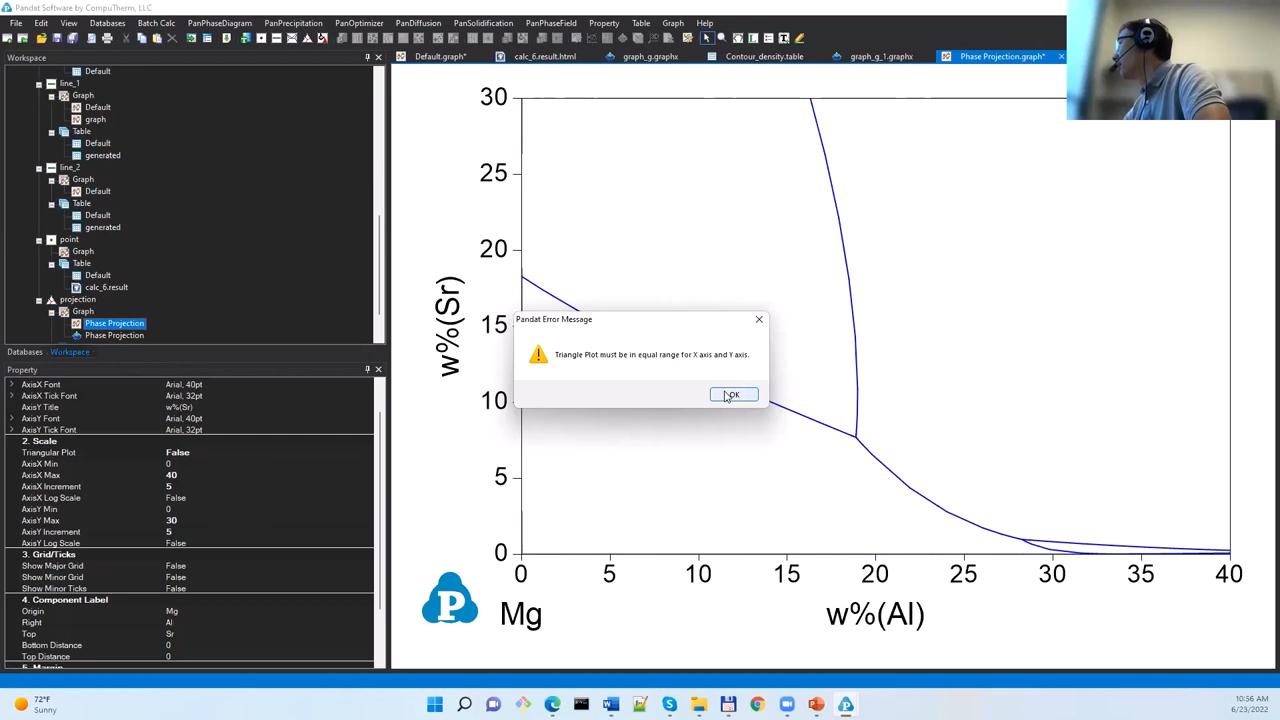 Pandat Software by CompuTherm, LLC
File Edit View Databases Batch Calc PanPhaseDiagram PanPrecipitation PanOptimizer PanDiffusion PanSolidification PanPhaseField Property Table Graph Help
Workspace
Default.graph* calc_6.result.html graph_g.graphx Contour_density.table graph_g_1.graphx Phase Projection.graph*
Default
line_1
Graph
Default
graph
Table
Default
generated
line_2
Graph
Default
Table
Default
generated
point
Graph
Table
Default
calc_6.result
projection
Graph
Phase Projection
Phase Projection
Databases Workspace
Property
AxisX Font Arial, 40pt
AxisX Tick Font Arial, 32pt
AxisY Title w%(Sr)
AxisY Font Arial, 40pt
AxisY Tick Font Arial, 32pt
2. Scale
Triangular Plot False
AxisX Min 0
AxisX Max 40
AxisX Increment 5
AxisX Log Scale False
AxisY Min 0
AxisY Max 30
AxisY Increment 5
AxisY Log Scale False
3. Grid/Ticks
Show Major Grid False
Show Minor Grid False
Show Minor Ticks False
4. Component Label
Origin Mg
Right Al
Top Sr
Bottom Distance 0
Top Distance 0
5. Margin
30
25
20
15
10
5
0
w%(Sr)
Pandat Error Message
Triangle Plot must be in equal range for X axis and Y axis.
OK
0 5 10 15 20 25 30 35 40
P
Mg
w%(Al)
72°F
Sunny
10:56 AM
6/23/2022